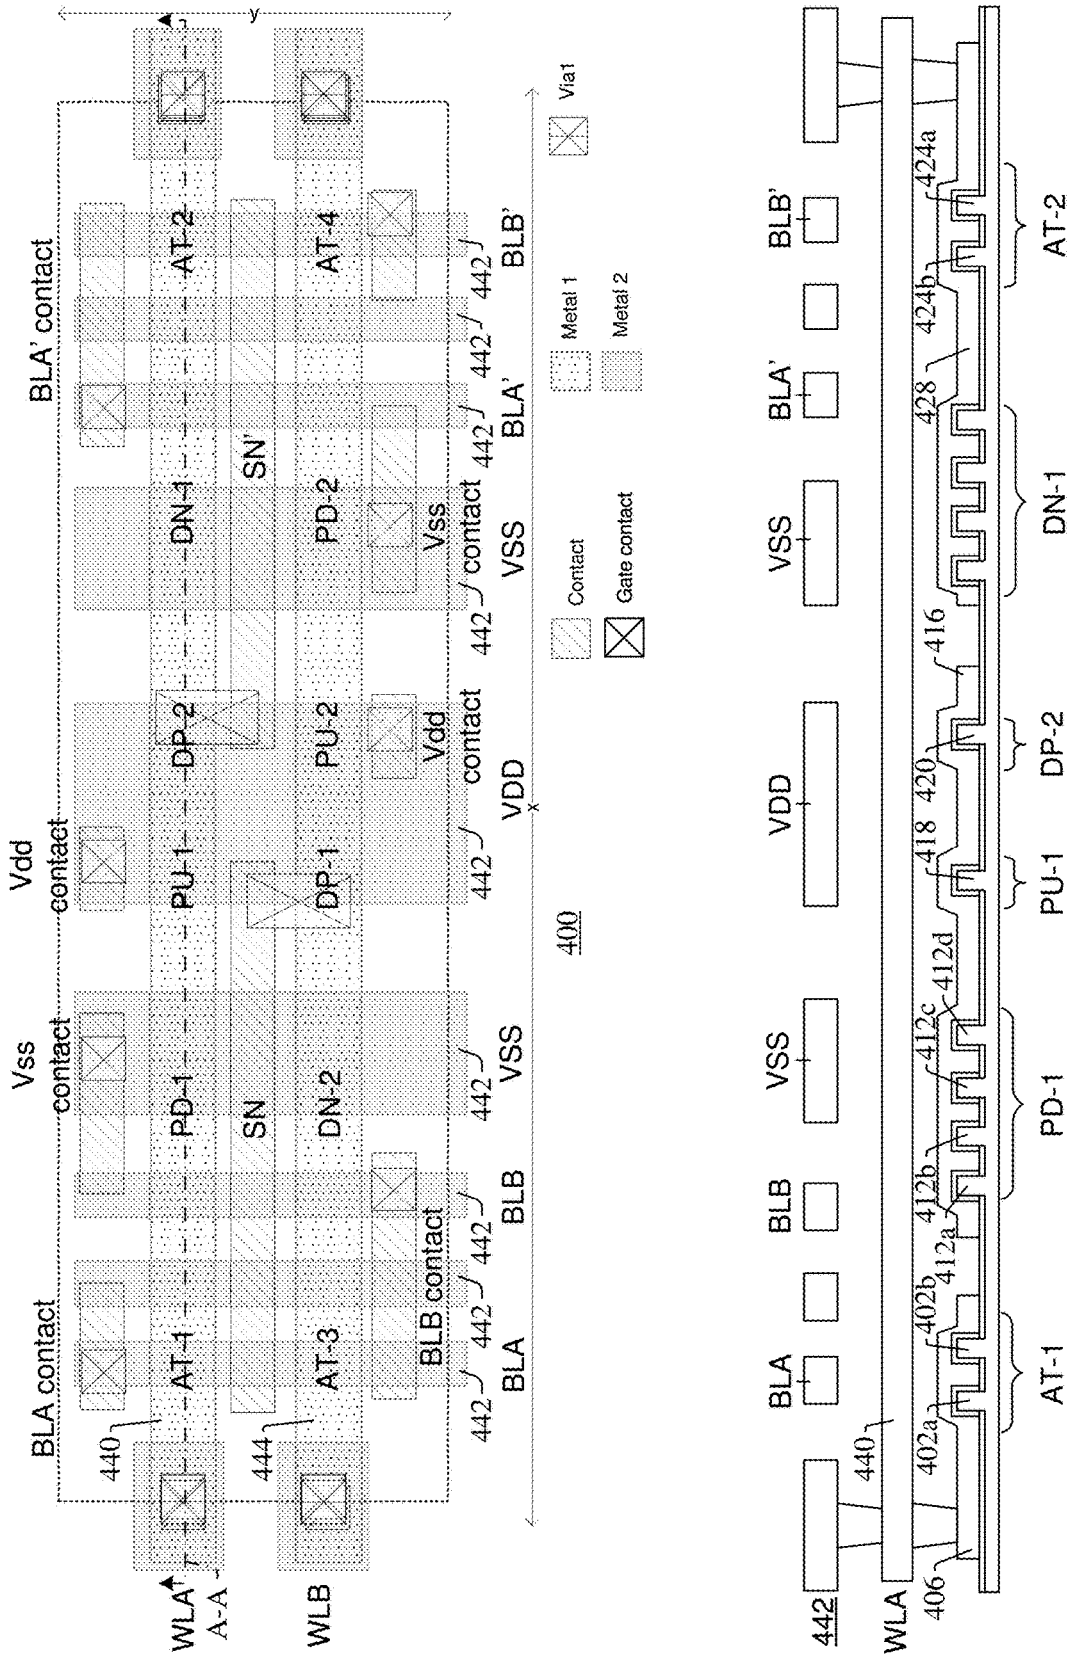 BLA contact
Vss contact
Vdd contact
BLA' contact
440
444
WLA
A-A
WLB
T
AT-1
PD-1
PU-1
DP-2
DN-1
AT-2
SN
SN'
AT-3
DN-2
DP-1
PU-2
PD-2
AT-4
BLB contact
Vdd contact
Vss contact
y
x
442
442
442
442
442
442
442
442
442
BLA
BLB
VSS
VDD
VSS
BLA'
BLB'
400
Contact
Gate contact
Metal 1
Metal 2
Via1
BLA
BLB
VSS
VDD
VSS
BLA'
BLB'
442
440
WLA
406
402a
402b
412a
412b
412c
412d
418
420
416
428
424b
424a
AT-1
PD-1
PU-1
DP-2
DN-1
AT-2